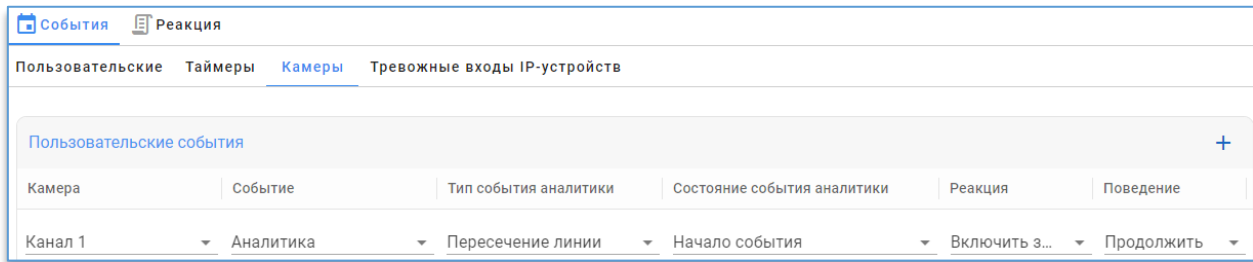 События Реакция
Пользовательские Таймеры Камеры Тревожные входы IP-устройств
Пользовательские события +
Камера Событие Тип события аналитики Состояние события аналитики Реакция Поведение
Канал 1 Аналитика Пересечение линии Начало события Включить з... Продолжить